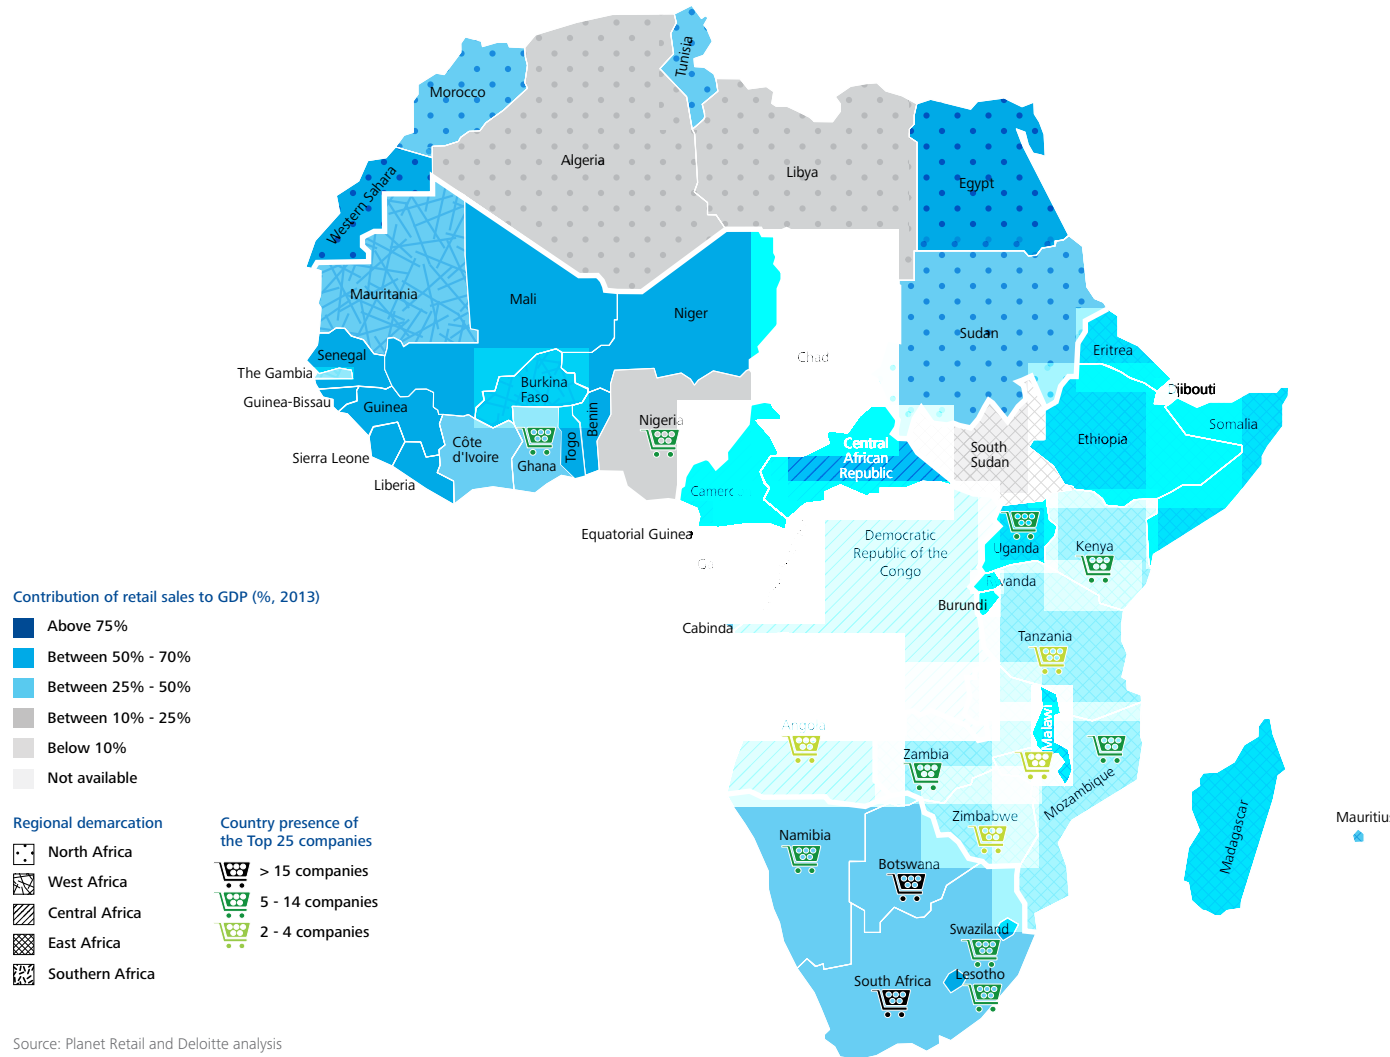 Tunisia
Morocco
Algeria
Libya
Egypt
Western Sahara
Mauritania
Mali
Niger
Chad
Sudan
Eritrea
Senegal
The Gambia
Guinea-Bissau
Guinea
Burkina
Faso
Benin
Nigeria
Djibouti
Somalia
Ethiopia
South
Sudan
Central
African
Republic
Côte
d'Ivoire
Ghana
Togo
Sierra Leone
Liberia
Equatorial Guinea
Democratic
Republic of the
Congo
Uganda
Kenya
Burundi
Cabinda
Tanzania
Angola
Zambia
Malawi
Mozambique
Zimbabwe
Namibia
Botswana
Madagascar
Swaziland
Lesotho
South Africa
Contribution of retail sales to GDP (%, 2013)
Above 75%
Between 50% - 70%
Between 25% - 50%
Between 10% - 25%
Below 10%
Not available
Regional demarcation
North Africa
West Africa
Central Africa
East Africa
Southern Africa
Country presence of
the Top 25 companies
> 15 companies
5 - 14 companies
2 - 4 companies
Source: Planet Retail and Deloitte analysis